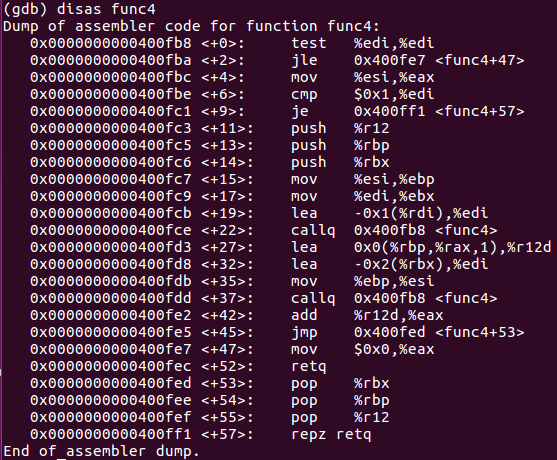 (gdb) disas func4
Dump of assembler code for function func4:
   0x0000000000400fb8 <+0>:     test   %edi,%edi
   0x0000000000400fba <+2>:     jle    0x400fe7 <func4+47>
   0x0000000000400fbc <+4>:     mov    %esi,%eax
   0x0000000000400fbe <+6>:     cmp    $0x1,%edi
   0x0000000000400fc1 <+9>:     je     0x400ff1 <func4+57>
   0x0000000000400fc3 <+11>:    push   %r12
   0x0000000000400fc5 <+13>:    push   %rbp
   0x0000000000400fc6 <+14>:    push   %rbx
   0x0000000000400fc7 <+15>:    mov    %esi,%ebp
   0x0000000000400fc9 <+17>:    mov    %edi,%ebx
   0x0000000000400fcb <+19>:    lea    -0x1(%rdi),%edi
   0x0000000000400fce <+22>:    callq  0x400fb8 <func4>
   0x0000000000400fd3 <+27>:    lea    0x0(%rbp,%rax,1),%r12d
   0x0000000000400fd8 <+32>:    lea    -0x2(%rbx),%edi
   0x0000000000400fdb <+35>:    mov    %ebp,%esi
   0x0000000000400fdd <+37>:    callq  0x400fb8 <func4>
   0x0000000000400fe2 <+42>:    add    %r12d,%eax
   0x0000000000400fe5 <+45>:    jmp    0x400fed <func4+53>
   0x0000000000400fe7 <+47>:    mov    $0x0,%eax
   0x0000000000400fec <+52>:    retq
   0x0000000000400fed <+53>:    pop    %rbx
   0x0000000000400fee <+54>:    pop    %rbp
   0x0000000000400fef <+55>:    pop    %r12
   0x0000000000400ff1 <+57>:    repz retq
End of assembler dump.